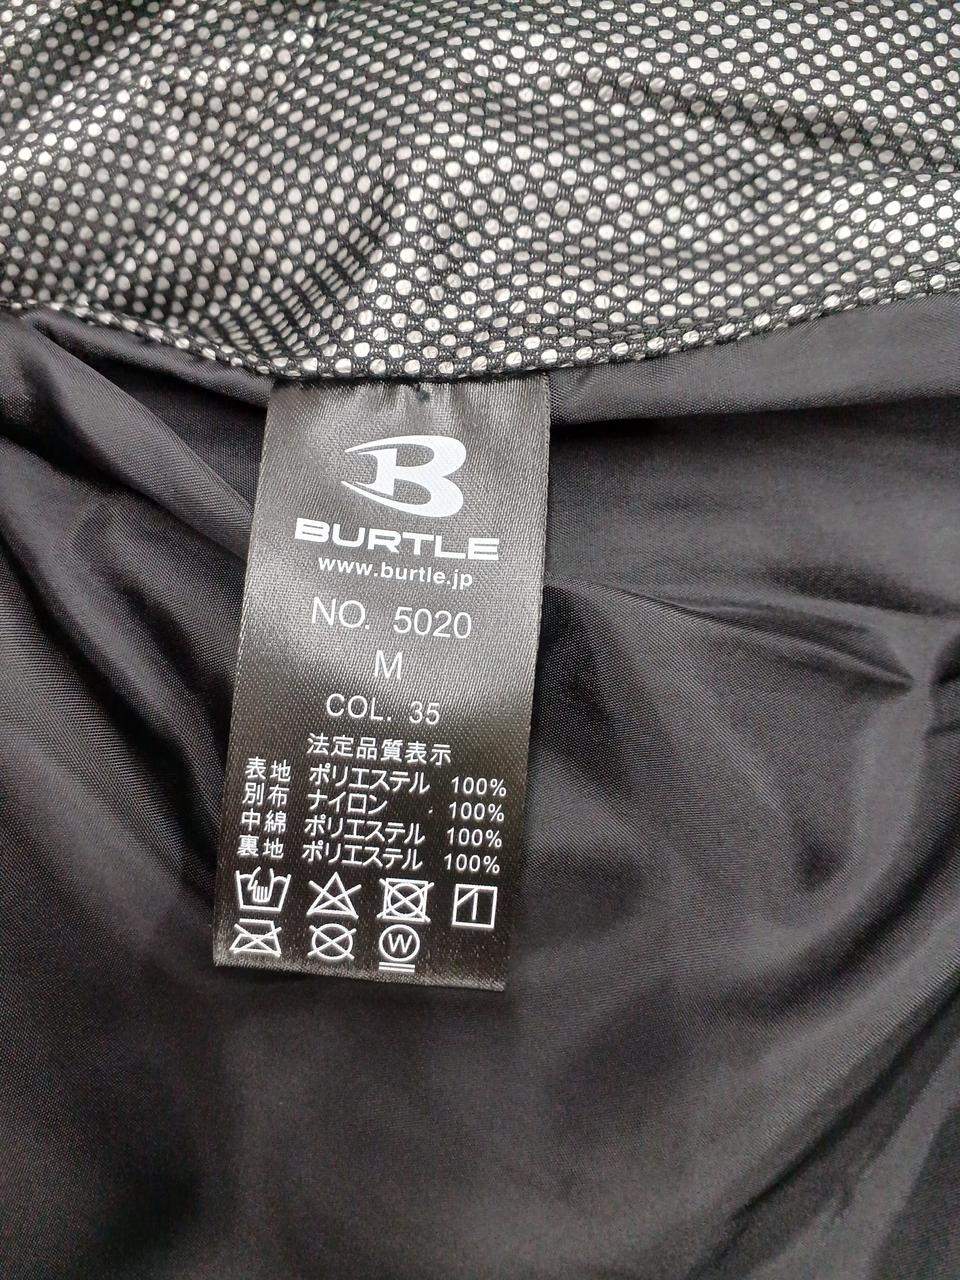 B
BURTLE
www.burtle.jp
NO. 5020
M
COL. 35
法定品質表示
表地 ポリエステル 100%
別布 ナイロン 100%
中綿 ポリエステル 100%
裏地 ポリエステル 100%
W